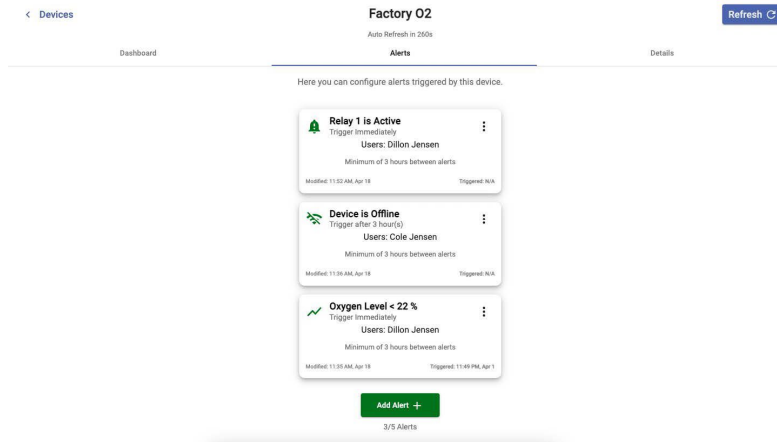 Devices
Factory O2
Refresh
Auto Refresh in 260s
Dashboard
Alerts
Details
Here you can configure alerts triggered by this device.
Relay 1 is Active
Trigger Immediately
Users: Dillon Jensen
Minimum of 3 hours between alerts
Modified: 11:52 AM, Apr 18
Triggered: N/A
Device is Offline
Trigger after 3 hour(s)
Users: Cole Jensen
Minimum of 3 hours between alerts
Modified: 11:36 AM, Apr 18
Triggered: N/A
Oxygen Level < 22 %
Trigger Immediately
Users: Dillon Jensen
Minimum of 3 hours between alerts
Modified: 11:35 AM, Apr 18
Triggered: 11:49 PM, Apr 1
Add Alert +
3/5 Alerts